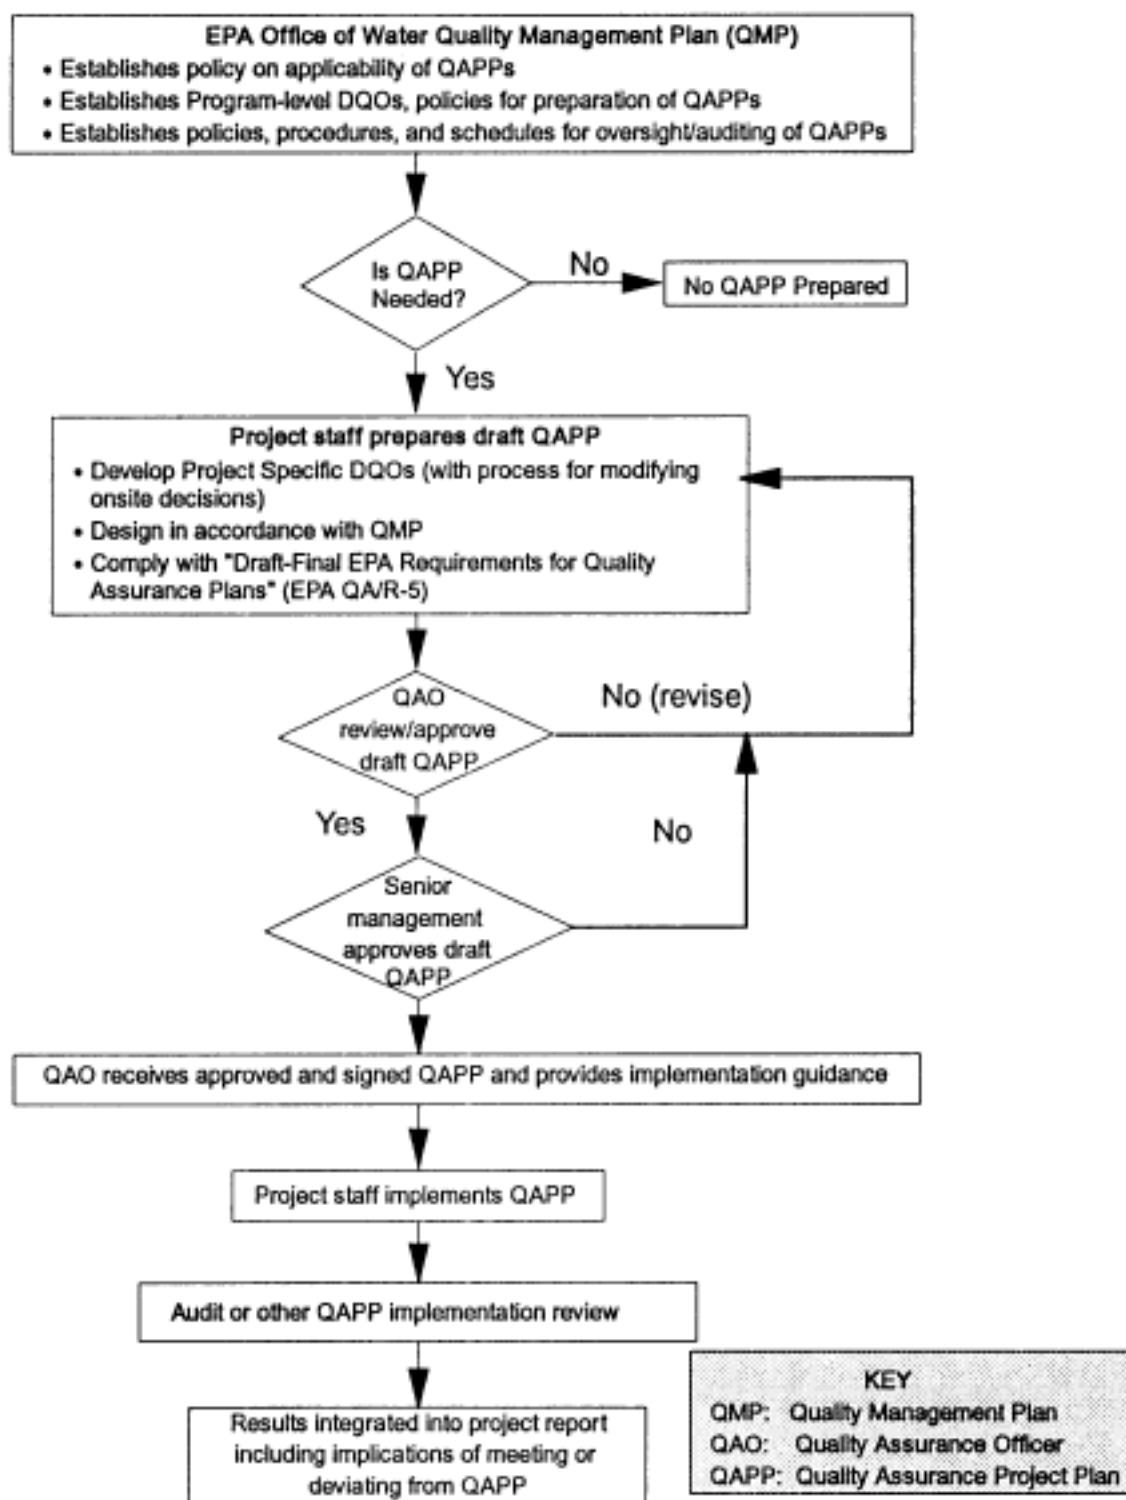 EPA Office of Water Quality Management Plan (QMP)
• Establishes policy on applicability of QAPPs
• Establishes Program-level DQOs, policies for preparation of QAPPs
• Establishes policies, procedures, and schedules for oversight/auditing of QAPPs
Is QAPP
Needed?
No
No QAPP Prepared
Yes
Project staff prepares draft QAPP
• Develop Project Specific DQOs (with process for modifying
onsite decisions)
• Design in accordance with QMP
• Comply with "Draft-Final EPA Requirements for Quality
Assurance Plans" (EPA QA/R-5)
QAO
review/approve
draft QAPP
No (revise)
Yes
No
Senior
management
approves draft
QAPP
QAO receives approved and signed QAPP and provides implementation guidance
Project staff implements QAPP
Audit or other QAPP implementation review
Results integrated into project report
including implications of meeting or
deviating from QAPP
KEY
QMP: Quality Management Plan
QAO: Quality Assurance Officer
QAPP: Quality Assurance Project Plan